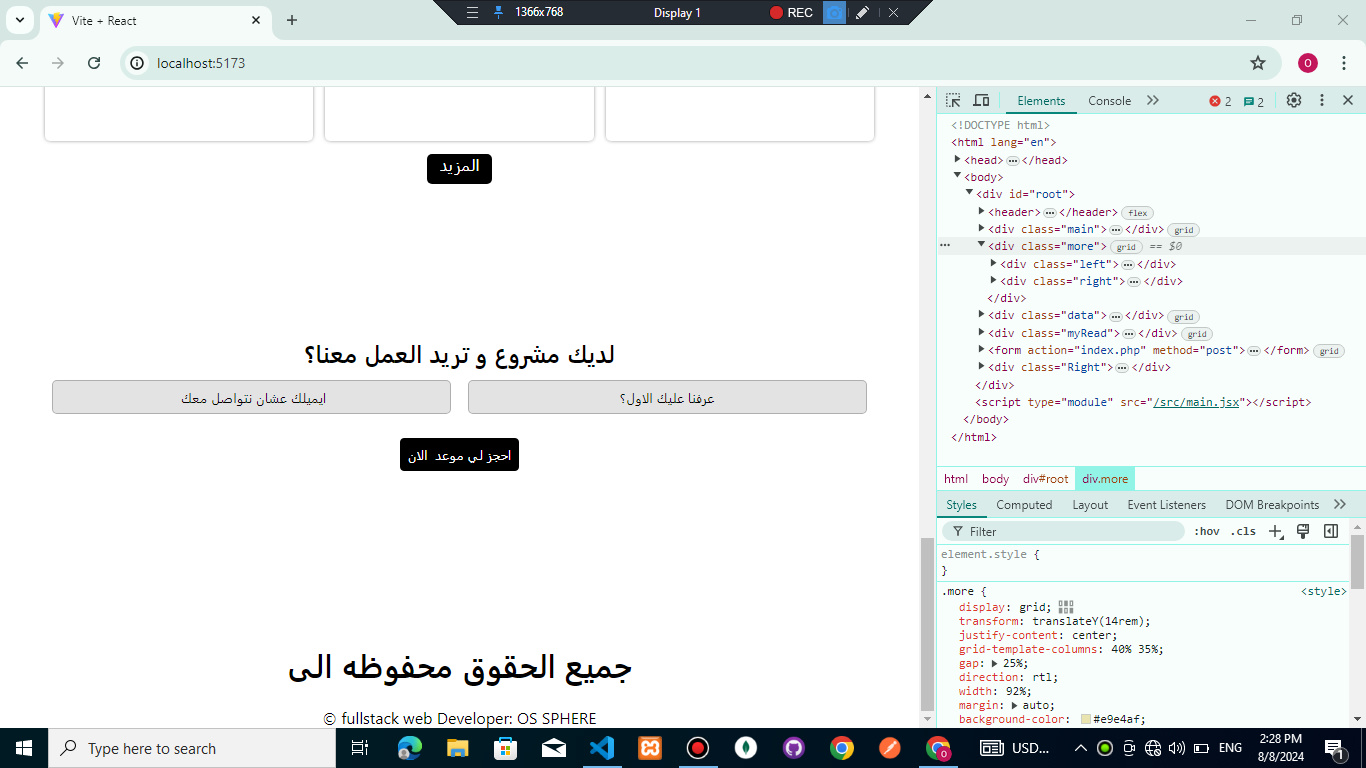 1366x768
Display 1
REC
Vite + React
localhost:5173
O
المزيد
لديك مشروع و تريد العمل معنا؟
عرفنا عليك الاول؟
ايميلك عشان نتواصل معك
احجز لي موعد الان
جميع الحقوق محفوظه الى
© fullstack web Developer: OS SPHERE
Elements
Console
2
2
<!DOCTYPE html>
<html lang="en">
<head>…</head>
<body>
<div id="root">
<header>…</header> flex
<div class="main">…</div> grid
… <div class="more"> grid == $0
<div class="left">…</div>
<div class="right">…</div>
</div>
<div class="data">…</div> grid
<div class="myRead">…</div> grid
<form action="index.php" method="post">…</form> grid
<div class="Right">…</div>
</div>
<script type="module" src="/src/main.jsx"></script>
</body>
</html>
html body div#root div.more
Styles Computed Layout Event Listeners DOM Breakpoints
Filter
:hov .cls
element.style {
}
.more { <style>
display: grid;
transform: translateY(14rem);
justify-content: center;
grid-template-columns: 40% 35%;
gap: 25%;
direction: rtl;
width: 92%;
margin: auto;
background-color: #e9e4af;
Type here to search
O
USD...
ENG
2:28 PM
8/8/2024
1